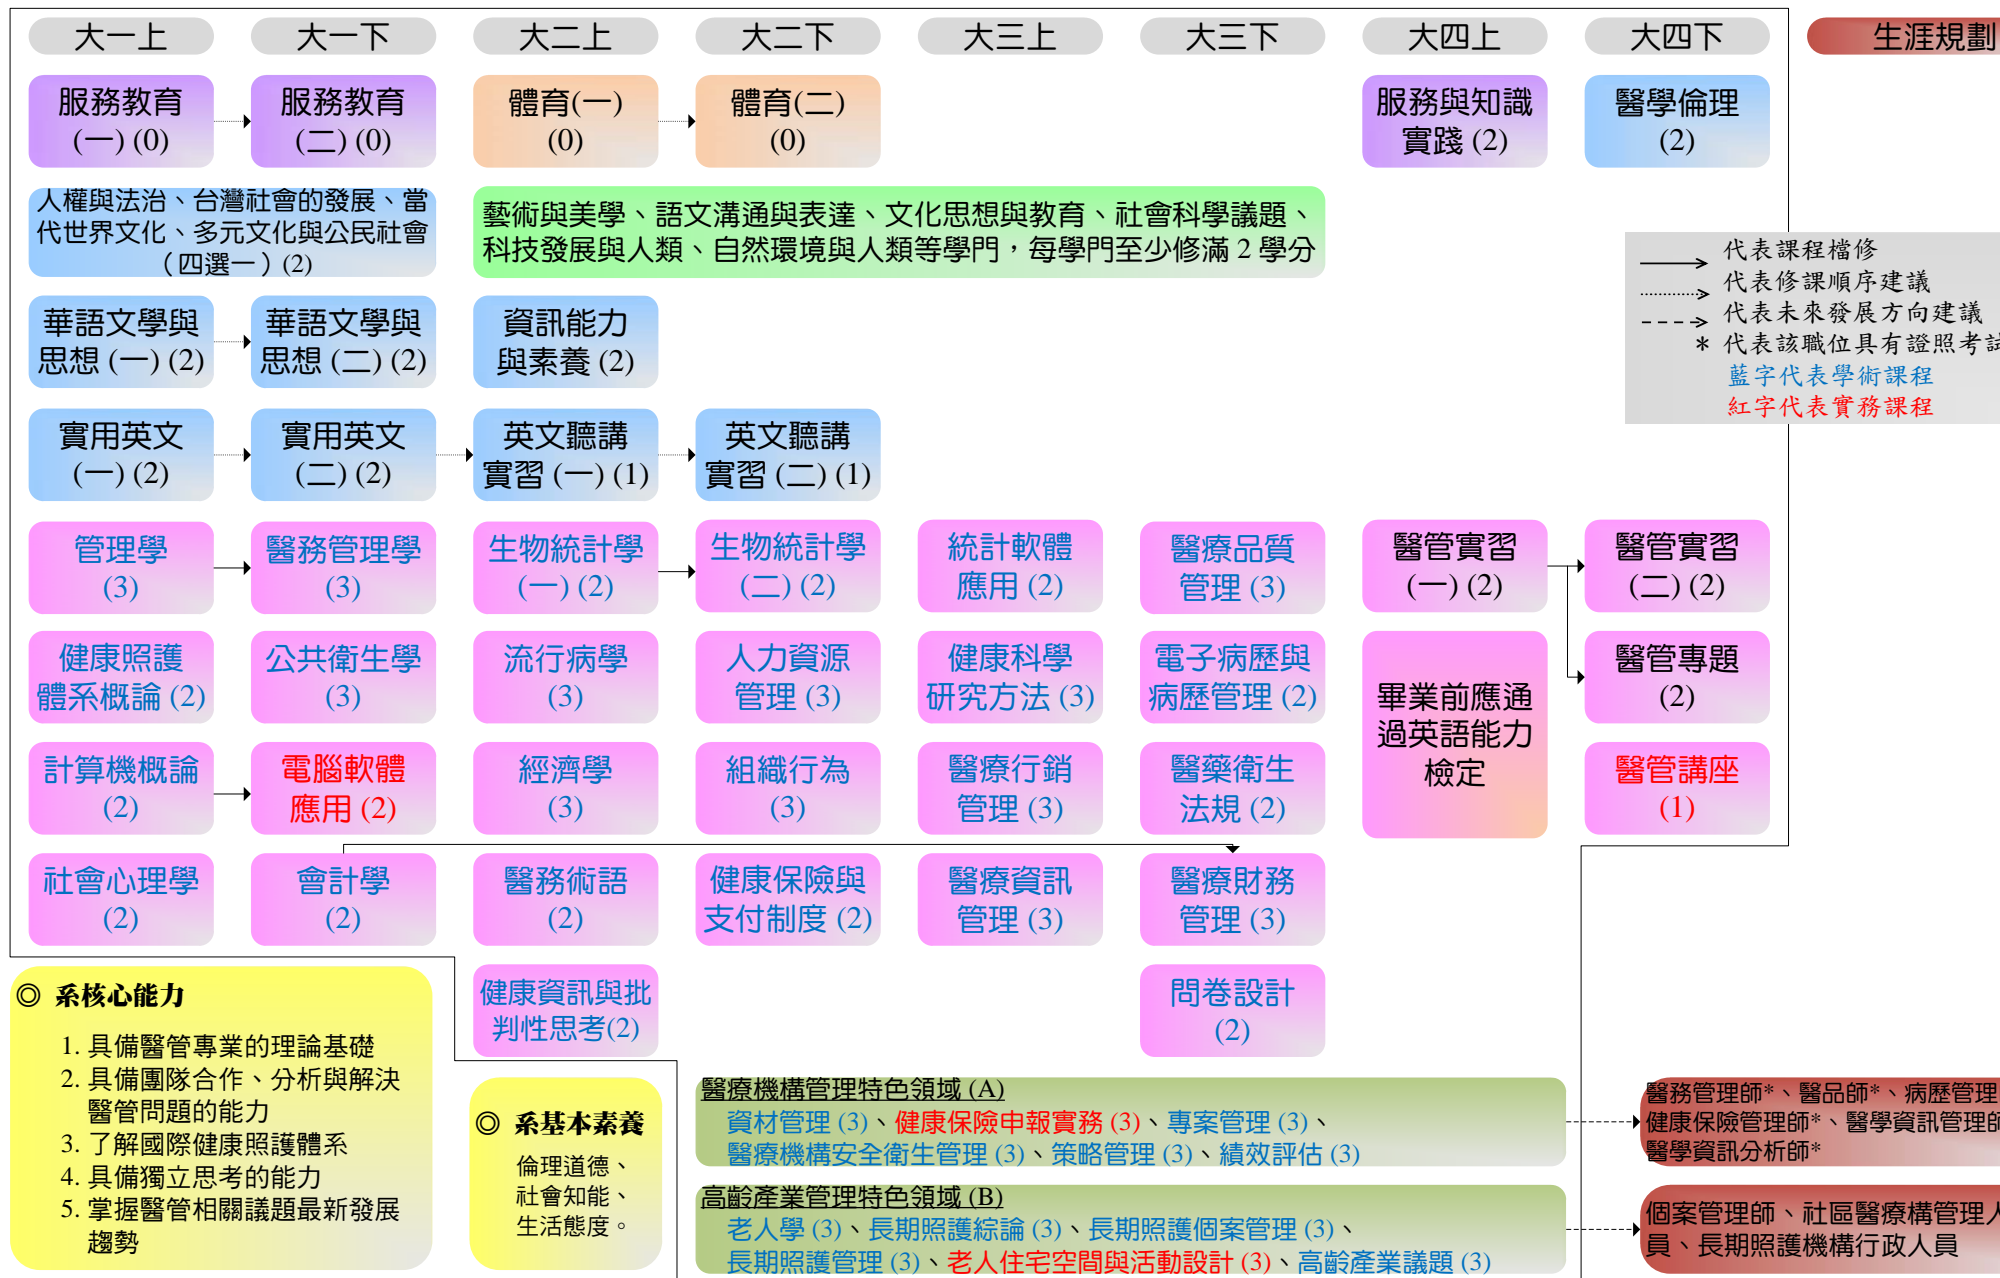 大一上 大一下 大二上 大二下 大三上 大三下 大四上 大四下 生涯規劃
服務教育
(一) (0)
服務教育
(二) (0)
體育(一)
(0)
體育(二)
(0)
服務與知識
實踐 (2)
醫學倫理
(2)
人權與法治、台灣社會的發展、當
代世界文化、多元文化與公民社會
（四選一）(2)
藝術與美學、語文溝通與表達、文化思想與教育、社會科學議題、
科技發展與人類、自然環境與人類等學門，每學門至少修滿 2 學分
代表課程檔修
代表修課順序建議
代表未來發展方向建議
* 代表該職位具有證照考試
藍字代表學術課程
紅字代表實務課程
華語文學與
思想 (一) (2)
華語文學與
思想 (二) (2)
資訊能力
與素養 (2)
實用英文
(一) (2)
實用英文
(二) (2)
英文聽講
實習 (一) (1)
英文聽講
實習 (二) (1)
管理學
(3)
醫務管理學
(3)
生物統計學
(一) (2)
生物統計學
(二) (2)
統計軟體
應用 (2)
醫療品質
管理 (3)
醫管實習
(一) (2)
醫管實習
(二) (2)
健康照護
體系概論 (2)
公共衛生學
(3)
流行病學
(3)
人力資源
管理 (3)
健康科學
研究方法 (3)
電子病歷與
病歷管理 (2)
畢業前應通
過英語能力
檢定
醫管專題
(2)
計算機概論
(2)
電腦軟體
應用 (2)
經濟學
(3)
組織行為
(3)
醫療行銷
管理 (3)
醫藥衛生
法規 (2)
醫管講座
(1)
社會心理學
(2)
會計學
(2)
醫務術語
(2)
健康保險與
支付制度 (2)
醫療資訊
管理 (3)
醫療財務
管理 (3)
健康資訊與批
判性思考(2)
問卷設計
(2)
◎ 系核心能力
1. 具備醫管專業的理論基礎
2. 具備團隊合作、分析與解決
醫管問題的能力
3. 了解國際健康照護體系
4. 具備獨立思考的能力
5. 掌握醫管相關議題最新發展
趨勢
◎ 系基本素養
倫理道德、
社會知能、
生活態度。
醫療機構管理特色領域 (A)
資材管理 (3)、健康保險申報實務 (3)、專案管理 (3)、
醫療機構安全衛生管理 (3)、策略管理 (3)、績效評估 (3)
醫務管理師*、醫品師*、病歷管理
健康保險管理師*、醫學資訊管理師
醫學資訊分析師*
高齡產業管理特色領域 (B)
老人學 (3)、長期照護綜論 (3)、長期照護個案管理 (3)、
長期照護管理 (3)、老人住宅空間與活動設計 (3)、高齡產業議題 (3)
個案管理師、社區醫療構管理人
員、長期照護機構行政人員